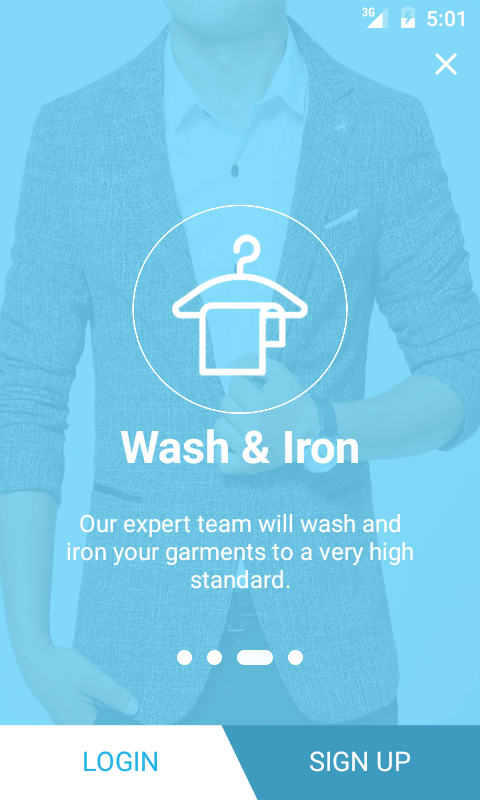 3G 5:01
Wash & Iron
Our expert team will wash and
iron your garments to a very high
standard.
LOGIN SIGN UP